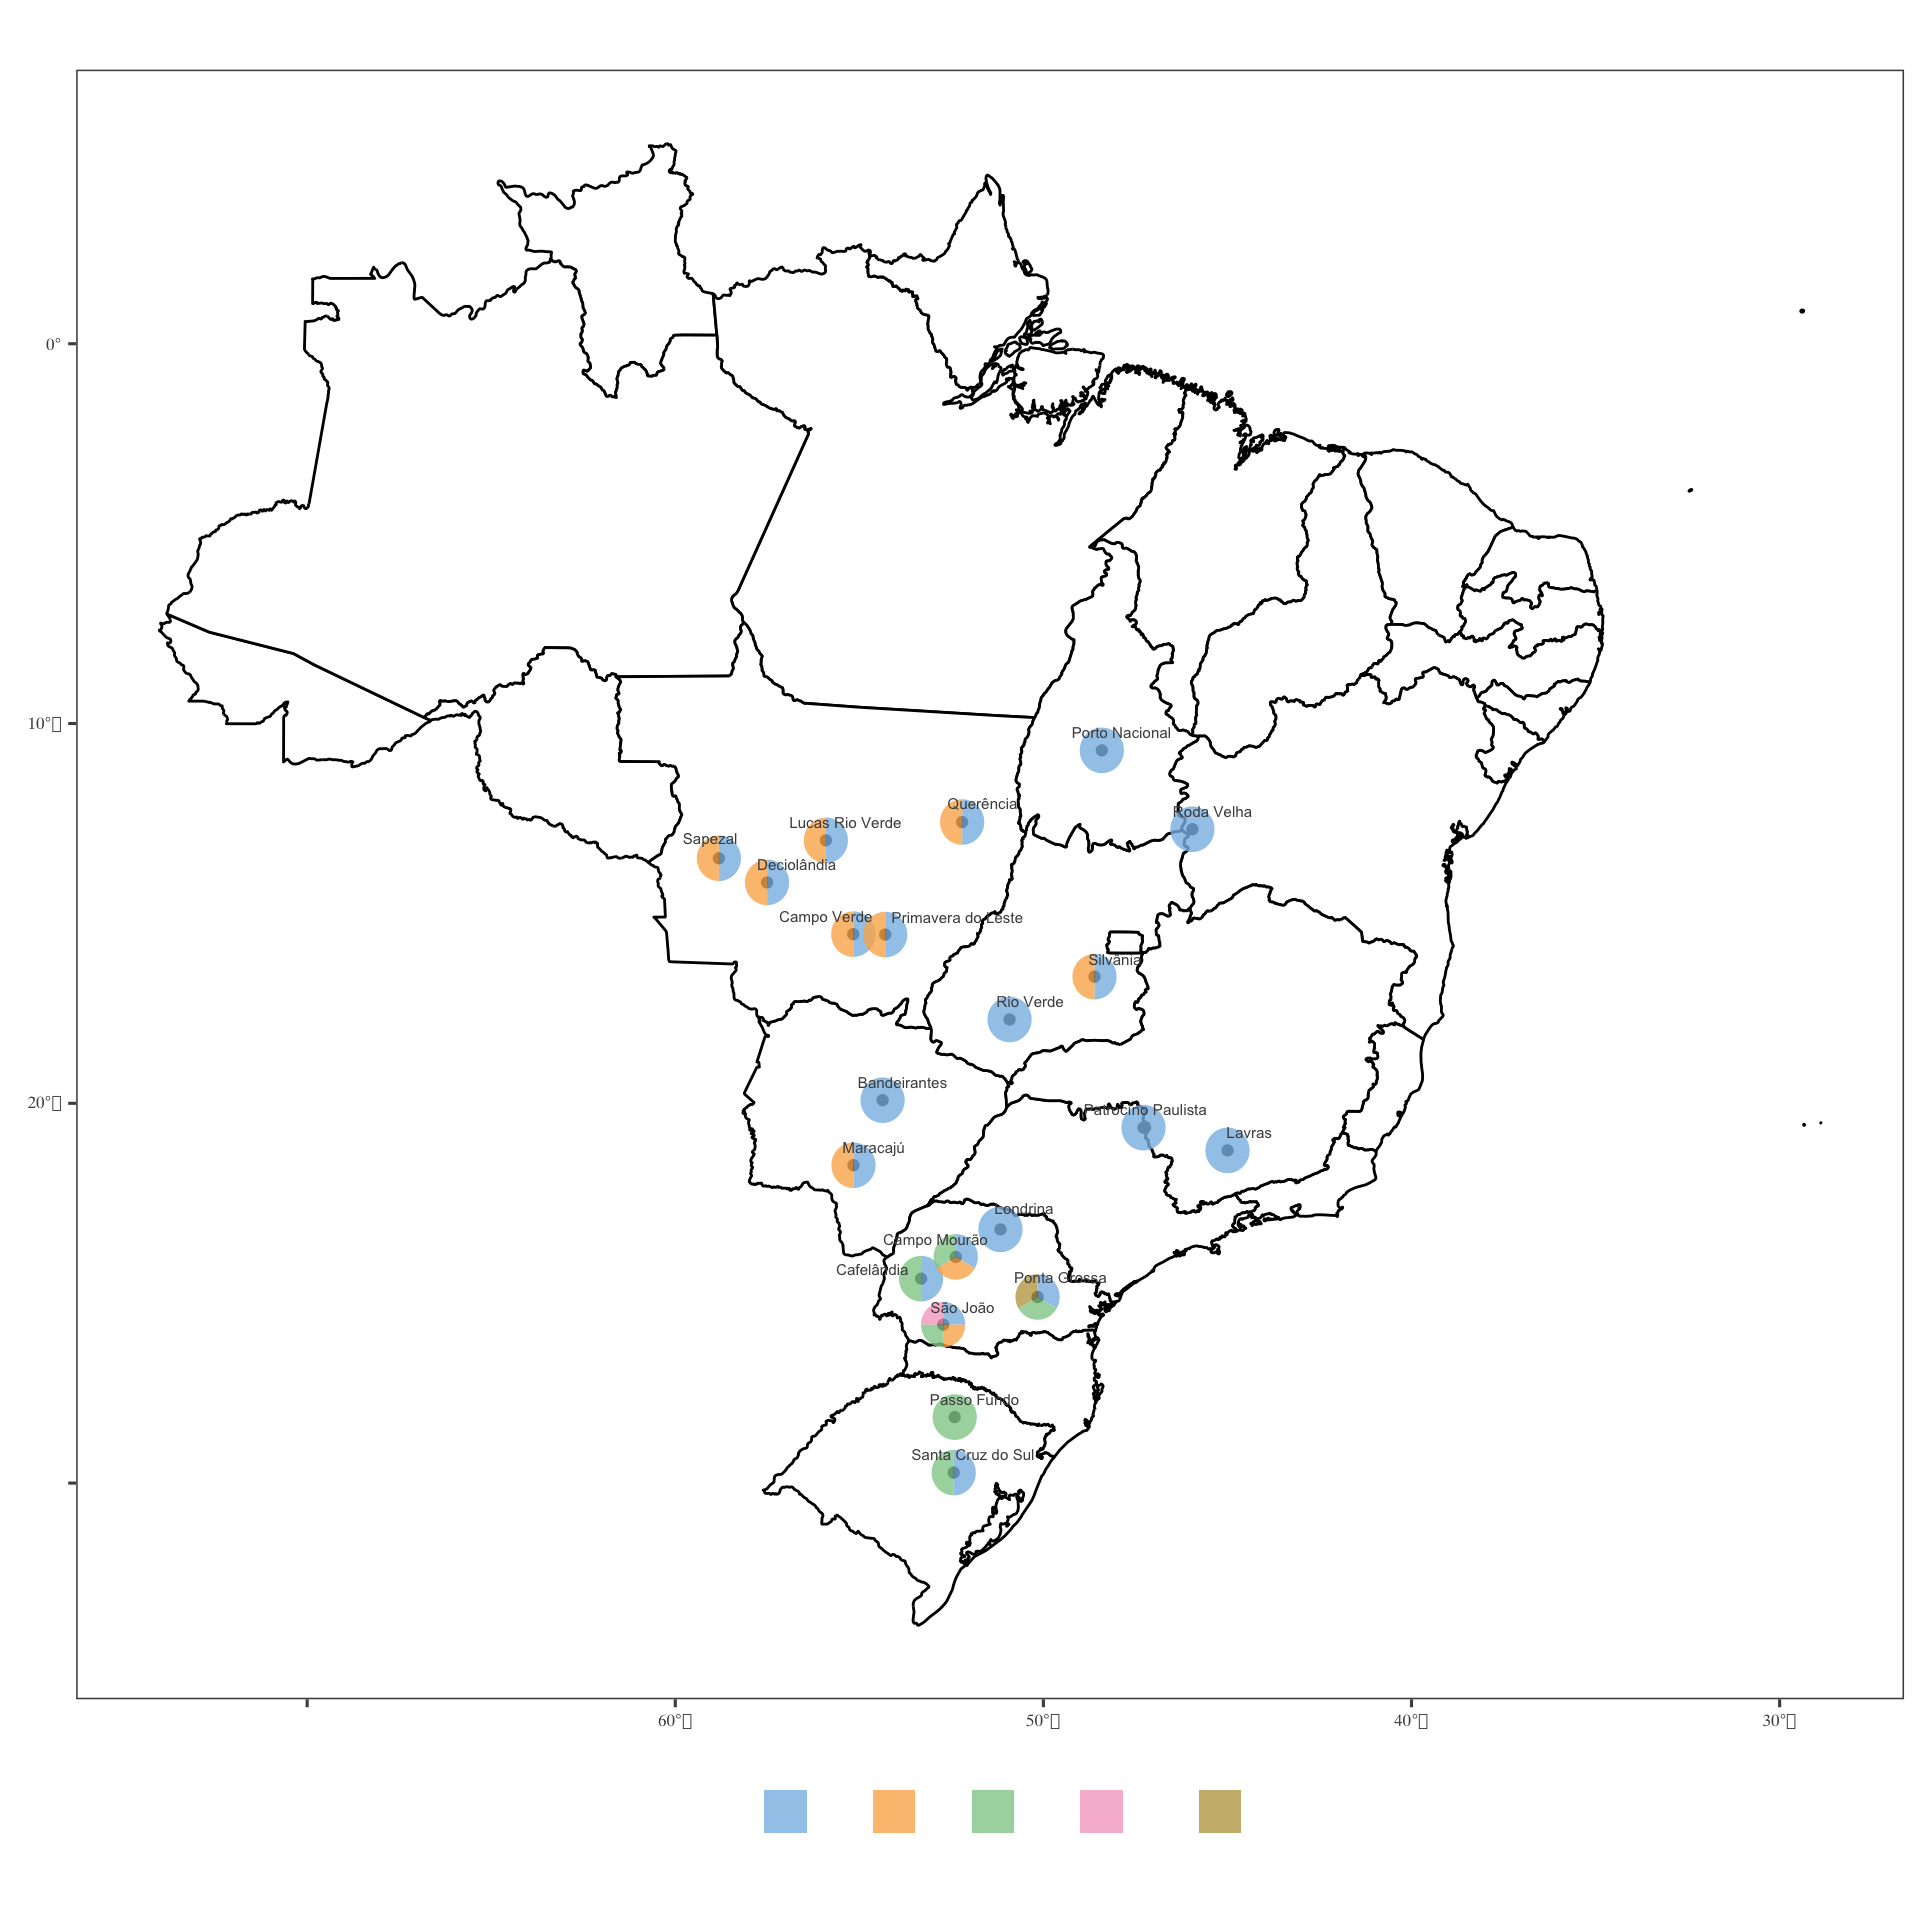 0°
10°
20°
Porto Nacional
Querência
Roda Velha
Lucas Rio Verde
Sapezal
Deciolândia
Campo Verde
Primavera do Leste
Silvânia
Rio Verde
Bandeirantes
Patrocino Paulista
Lavras
Maracajú
Londrina
Campo Mourão
Cafelândia
Ponta Grossa
São João
Passo Fundo
Santa Cruz do Sul
60°
50°
40°
30°